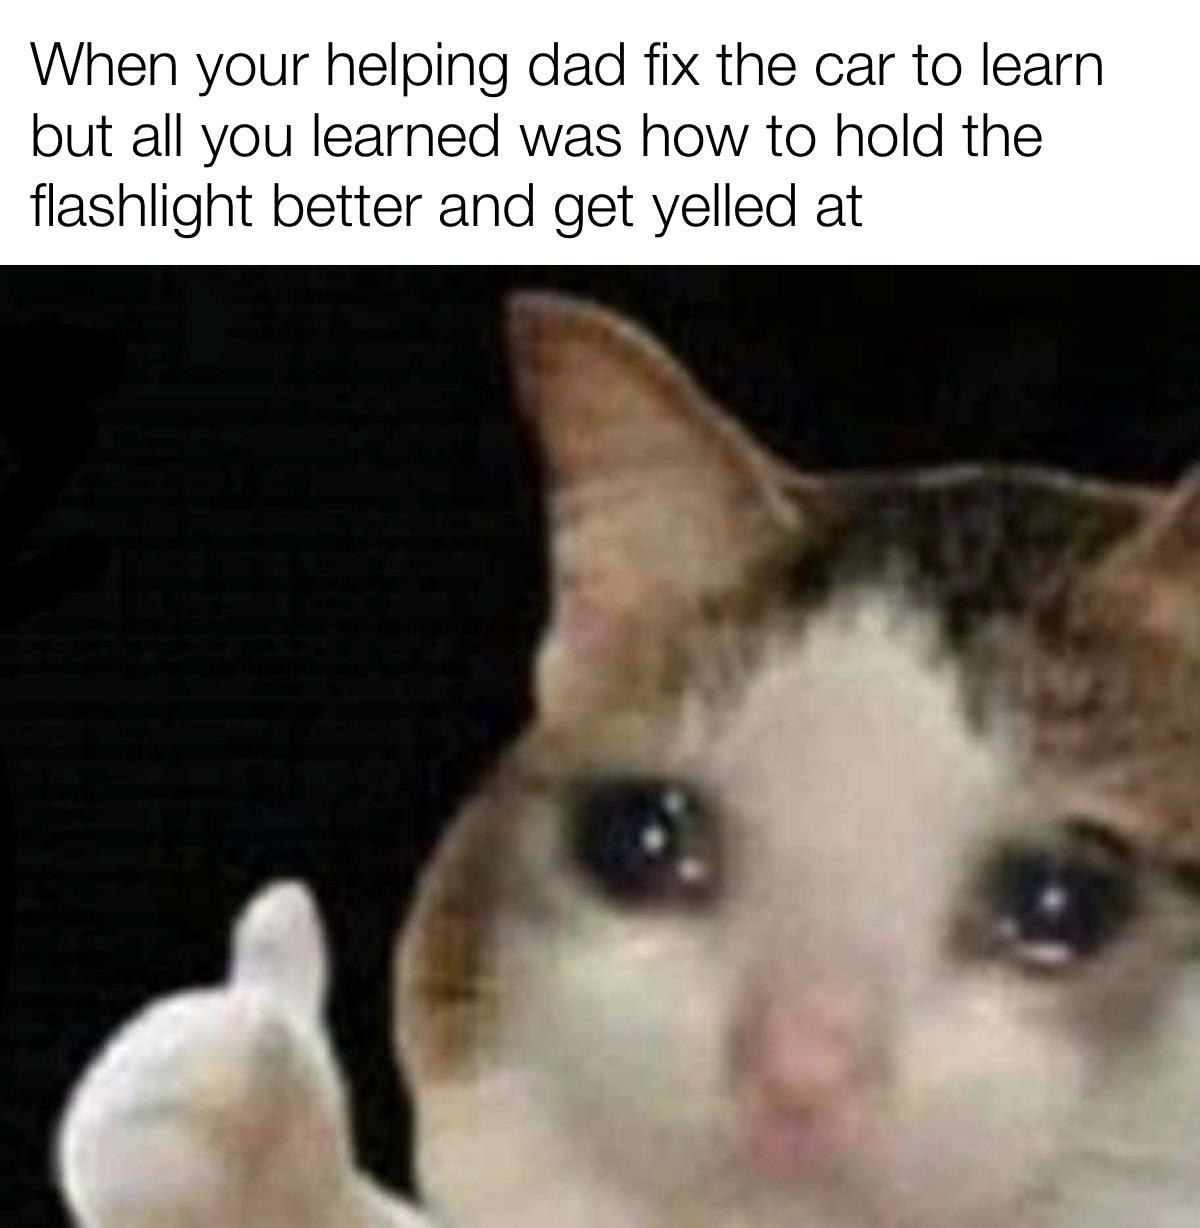 When your helping dad fix the car to learn
but all you learned was how to hold the
flashlight better and get yelled at